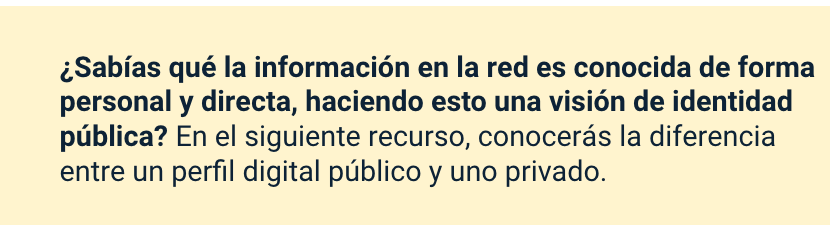 ¿Sabías qué la información en la red es conocida de forma
personal y directa, haciendo esto una visión de identidad
pública? En el siguiente recurso, conocerás la diferencia
entre un perfil digital público y uno privado.